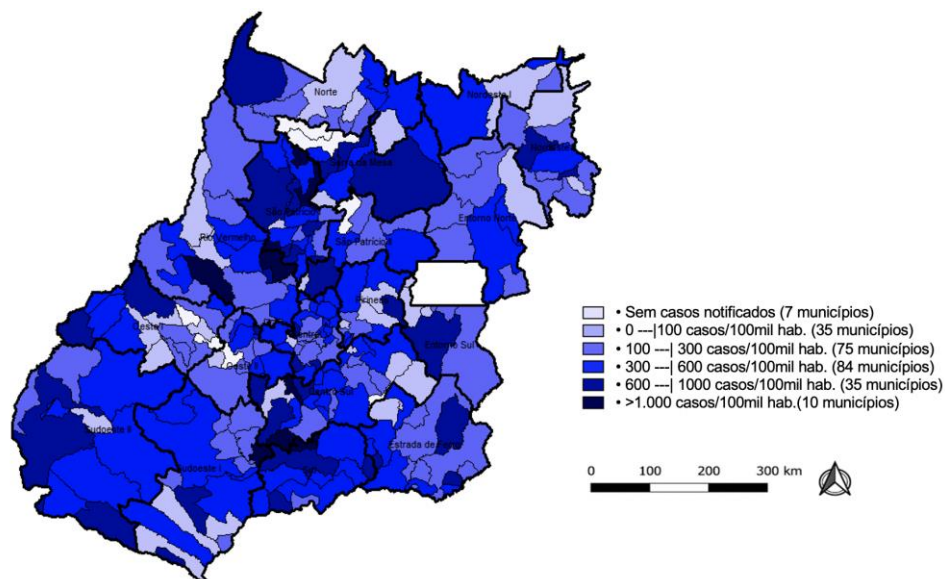 Norte
Nordeste I
Serra da Mesa
São Patrício I
Entorno Norte
Rio Vermelho
São Patrício II
Pirineus
Oeste I
Central
Entorno Sul
Oeste II
Centro Sul
Sudoeste II
Estrada de Ferro
Sudoeste I
• Sem casos notificados (7 municípios)
• 0 ---|100 casos/100mil hab. (35 municípios)
• 100 ---| 300 casos/100mil hab. (75 municípios)
• 300 ---| 600 casos/100mil hab. (84 municípios)
• 600 ---| 1000 casos/100mil hab. (35 municípios)
• >1.000 casos/100mil hab.(10 municípios)
0 100 200 300 km